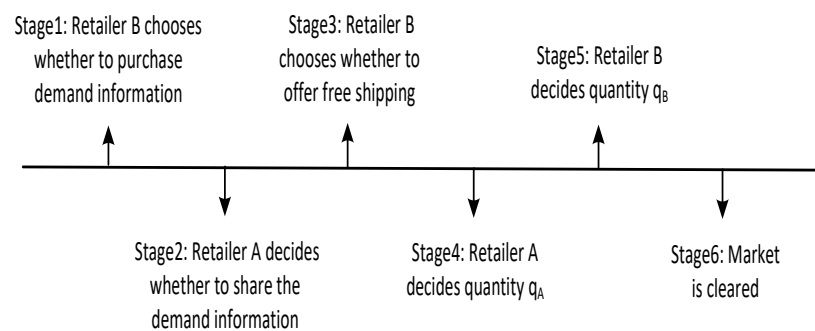 Stage1: Retailer B chooses
whether to purchase
demand information
Stage2: Retailer A decides
whether to share the
demand information
Stage3: Retailer B
chooses whether to
offer free shipping
Stage4: Retailer A
decides quantity qA
Stage5: Retailer B
decides quantity qB
Stage6: Market
is cleared